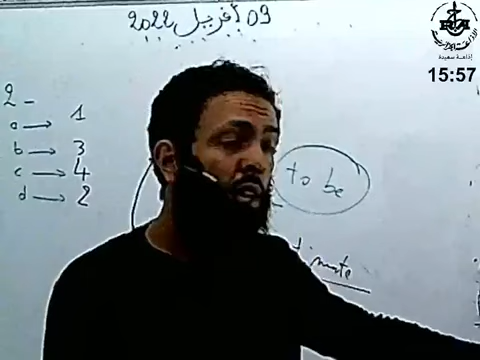 09 أفريل 2022
إذاعة سعيدة
15:57
2 -
a → 1
b → 3
c → 4
d → 2
to be